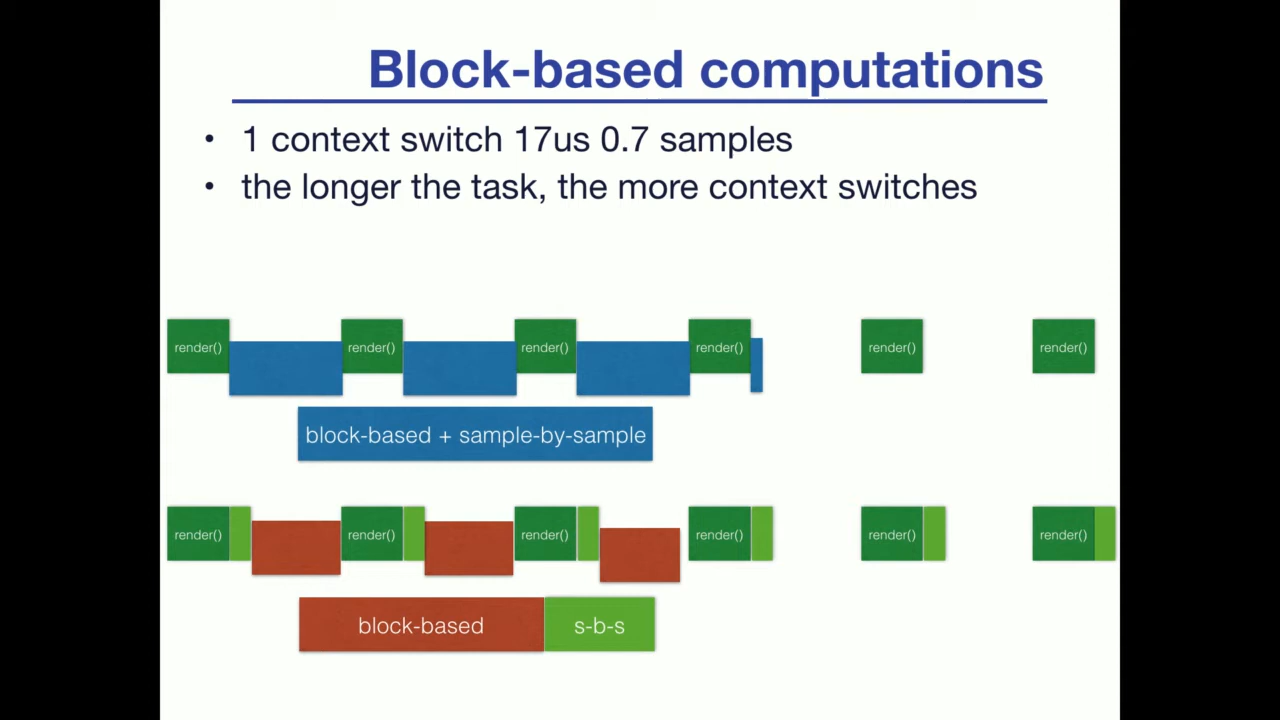 Block-based computations
• 1 context switch 17us 0.7 samples
• the longer the task, the more context switches
render() render() render() render() render() render()
block-based + sample-by-sample
render() render() render() render() render() render()
block-based s-b-s